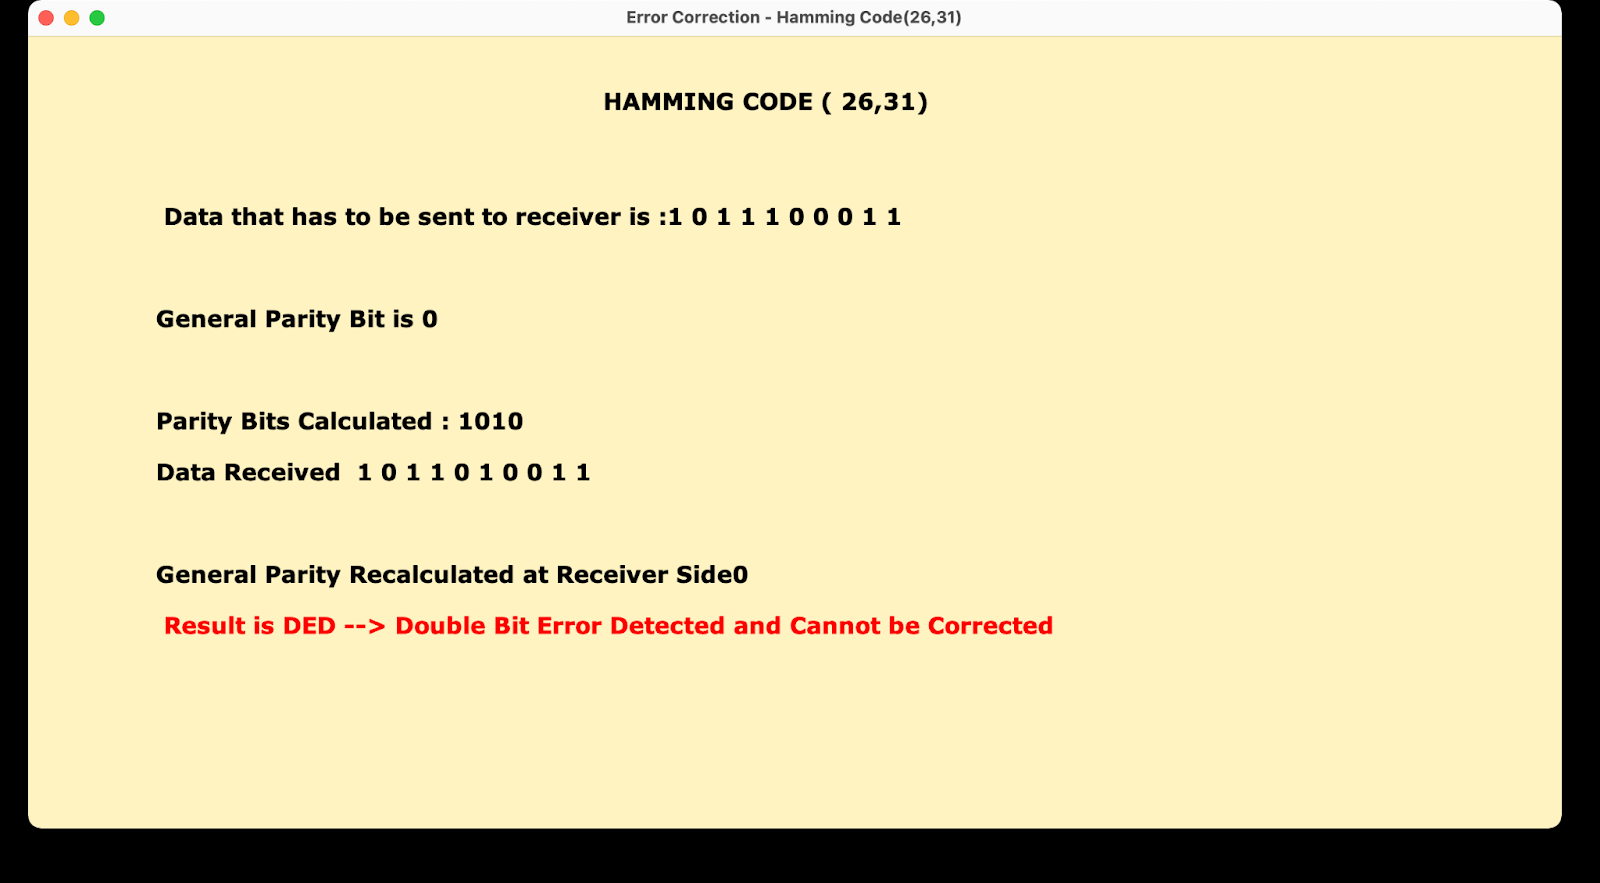 Error Correction - Hamming Code(26,31)
HAMMING CODE ( 26,31)
Data that has to be sent to receiver is :1 0 1 1 1 0 0 0 1 1
General Parity Bit is 0
Parity Bits Calculated : 1010
Data Received  1 0 1 1 0 1 0 0 1 1
General Parity Recalculated at Receiver Side0
Result is DED --> Double Bit Error Detected and Cannot be Corrected